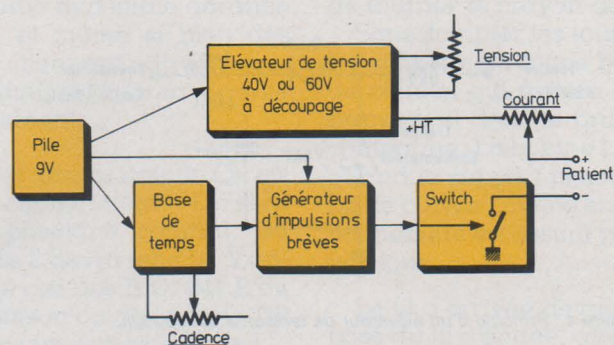 Elévateur de tension
40V ou 60V
à découpage
Tension
Courant
+HT
Pile
9V
+
Patient
–
Base
de
temps
Générateur
d'impulsions
brèves
Switch
Cadence